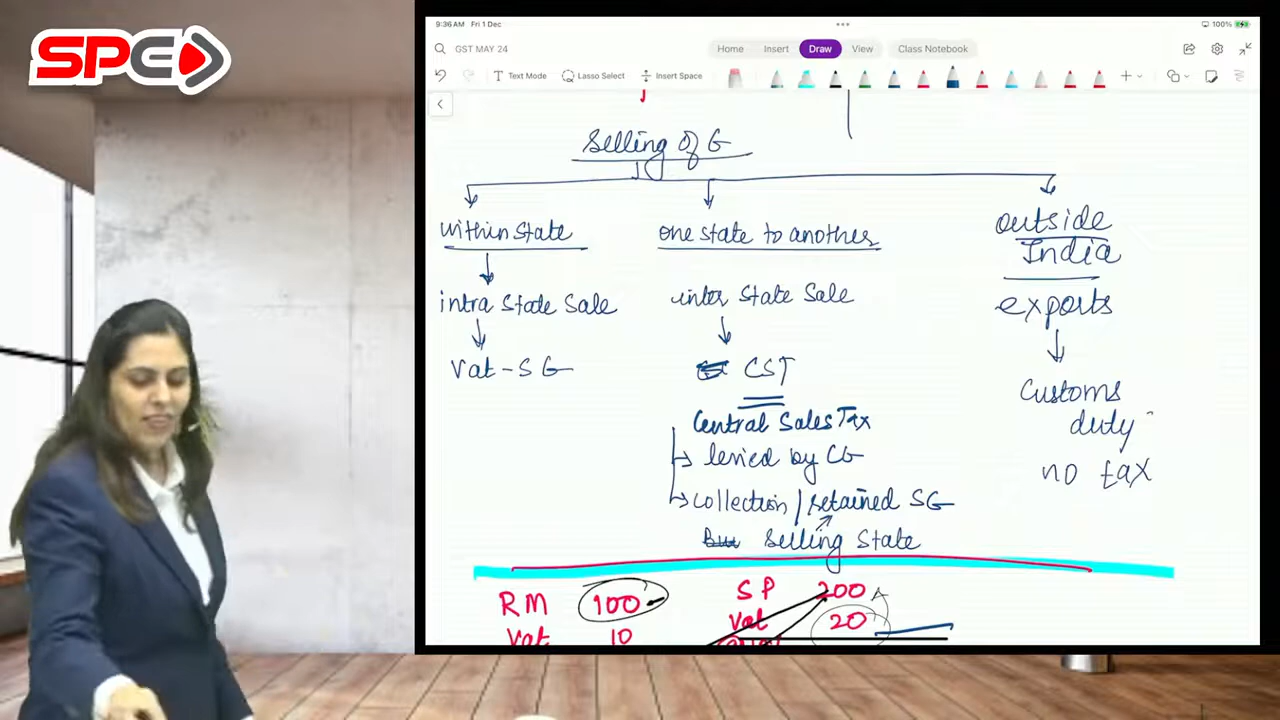 SPED
9:36AM Fri 1 Dec
100%
GST MAY 24
Home Insert Draw View Class Notebook
Text Mode Lasso Select Insert Space
Selling of G
within State
one state to another
outside
India
intra State Sale
inter State Sale
exports
Vat - SG
CST
Customs
duty
no tax
Central Sales Tax
levied by CG
collection / retained SG
Selling State
RM 100
SP 200
Vat 10
Vat 20